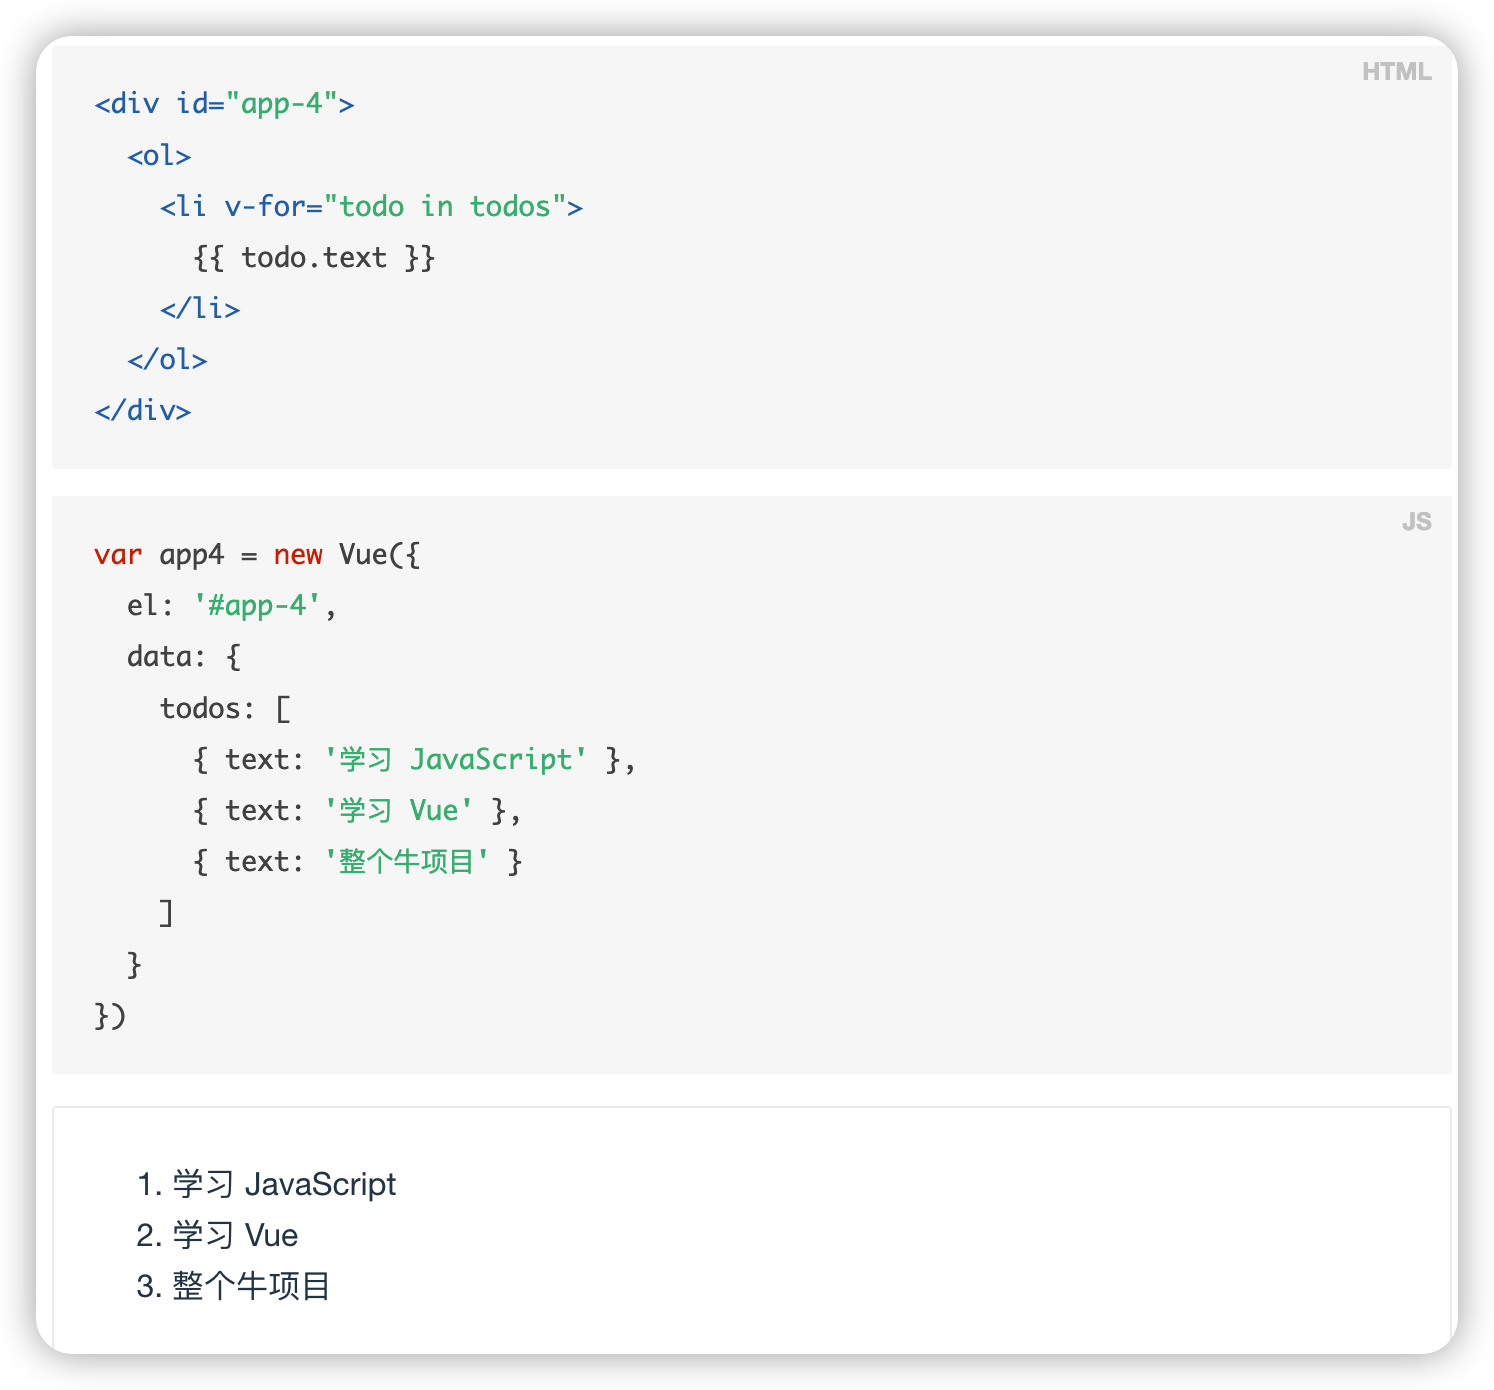 HTML
<div id="app-4">
  <ol>
    <li v-for="todo in todos">
      {{ todo.text }}
    </li>
  </ol>
</div>
JS
var app4 = new Vue({
  el: '#app-4',
  data: {
    todos: [
      { text: '学习 JavaScript' },
      { text: '学习 Vue' },
      { text: '整个牛项目' }
    ]
  }
})
1. 学习 JavaScript
2. 学习 Vue
3. 整个牛项目